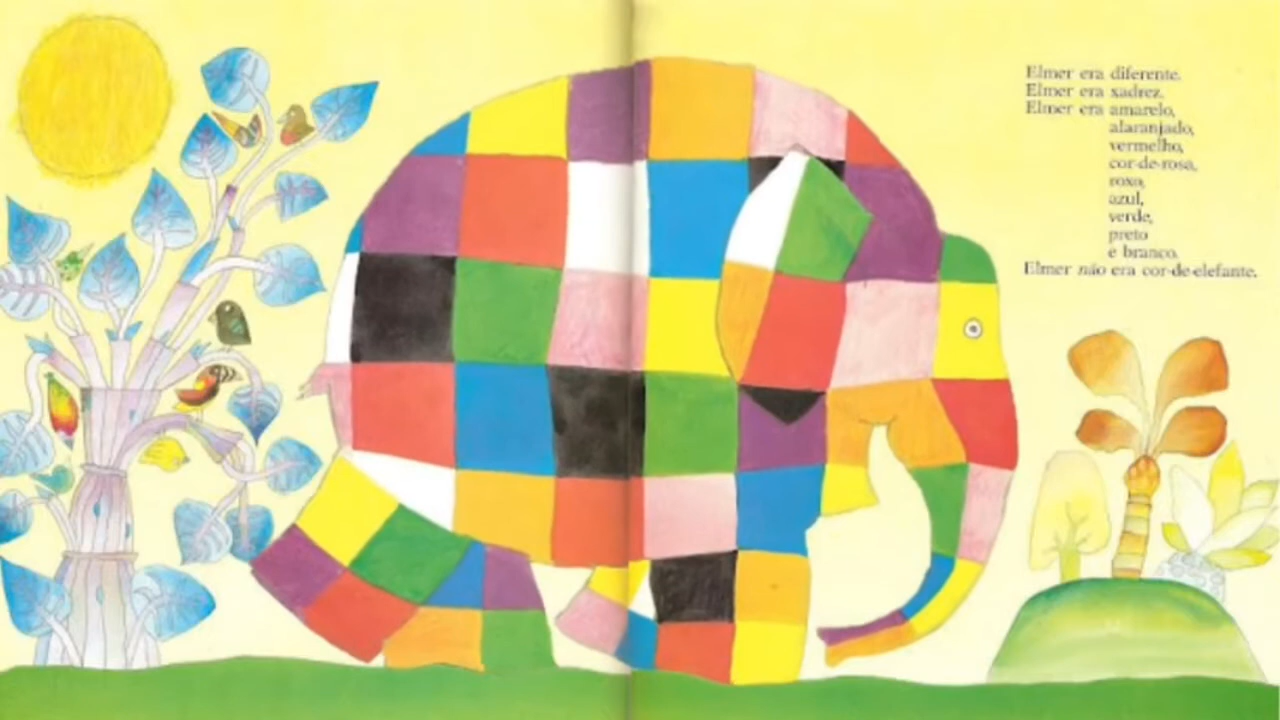 Elmer era diferente.
Elmer era xadrez.
Elmer era amarelo,
alaranjado,
vermelho,
cor-de-rosa,
roxo,
azul,
verde,
preto
e branco.
Elmer não era cor-de-elefante.